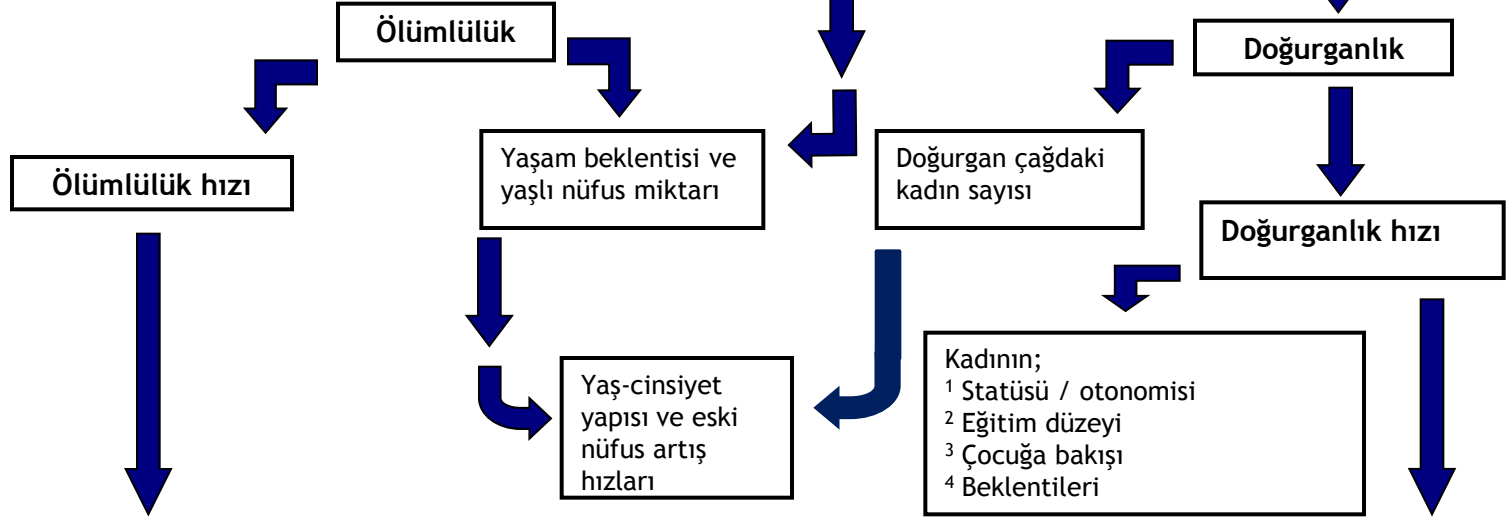 Ölümlülük
Doğurganlık
Ölümlülük hızı
Yaşam beklentisi ve
yaşlı nüfus miktarı
Doğurgan çağdaki
kadın sayısı
Doğurganlık hızı
Yaş-cinsiyet
yapısı ve eski
nüfus artış
hızları
Kadının;
¹ Statüsü / otonomisi
² Eğitim düzeyi
³ Çocuğa bakışı
⁴ Beklentileri